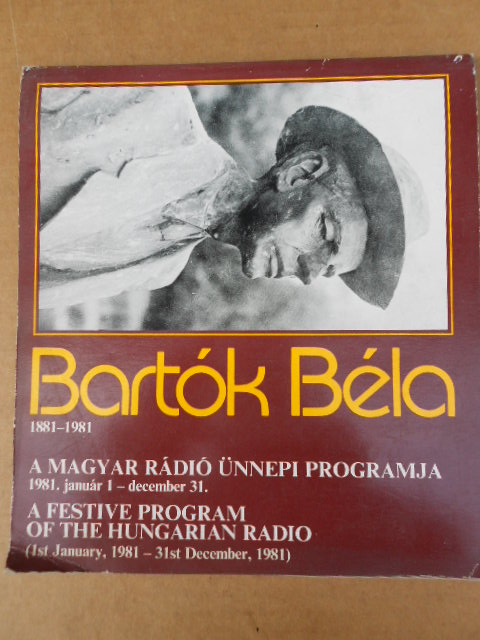 Bartók Béla
1881-1981
A MAGYAR RÁDIÓ ÜNNEPI PROGRAMJA
1981. január 1 – december 31.
A FESTIVE PROGRAM
OF THE HUNGARIAN RADIO
(1st January, 1981 – 31st December, 1981)